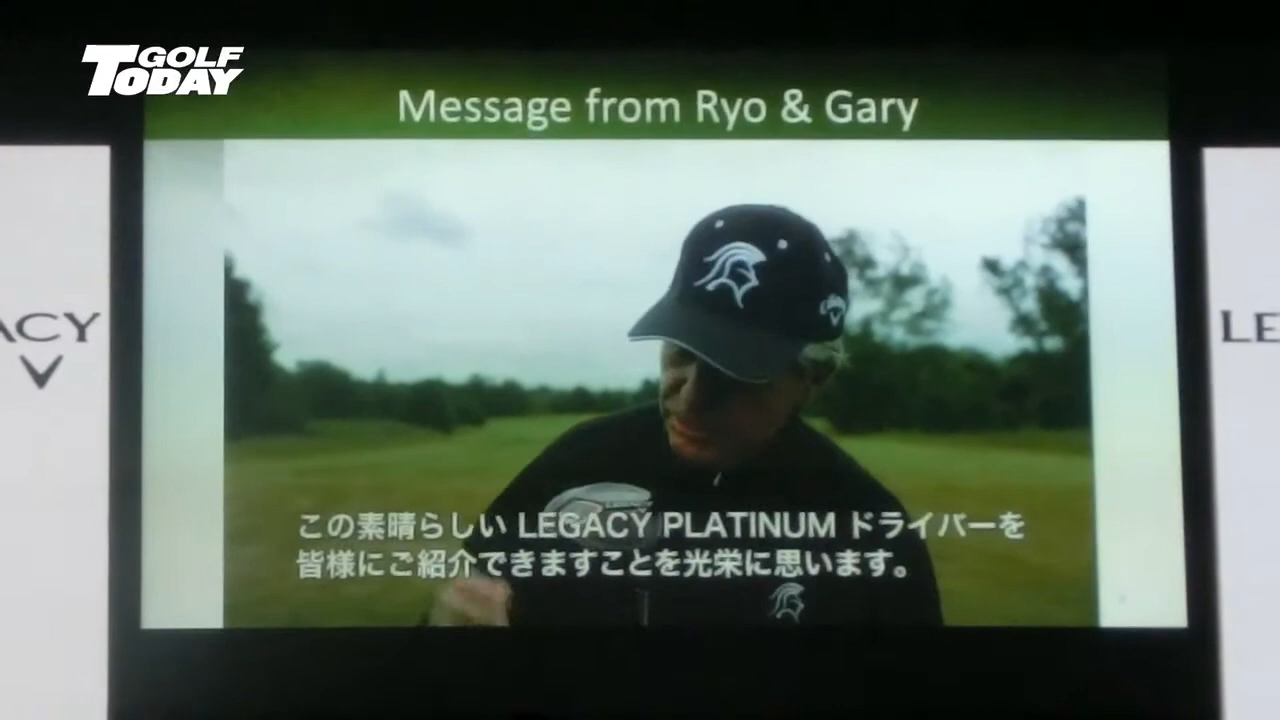 GOLF
TODAY
Message from Ryo & Gary
ACY
LE
この素晴らしい LEGACY PLATINUM ドライバーを
皆様にご紹介できますことを光栄に思います。